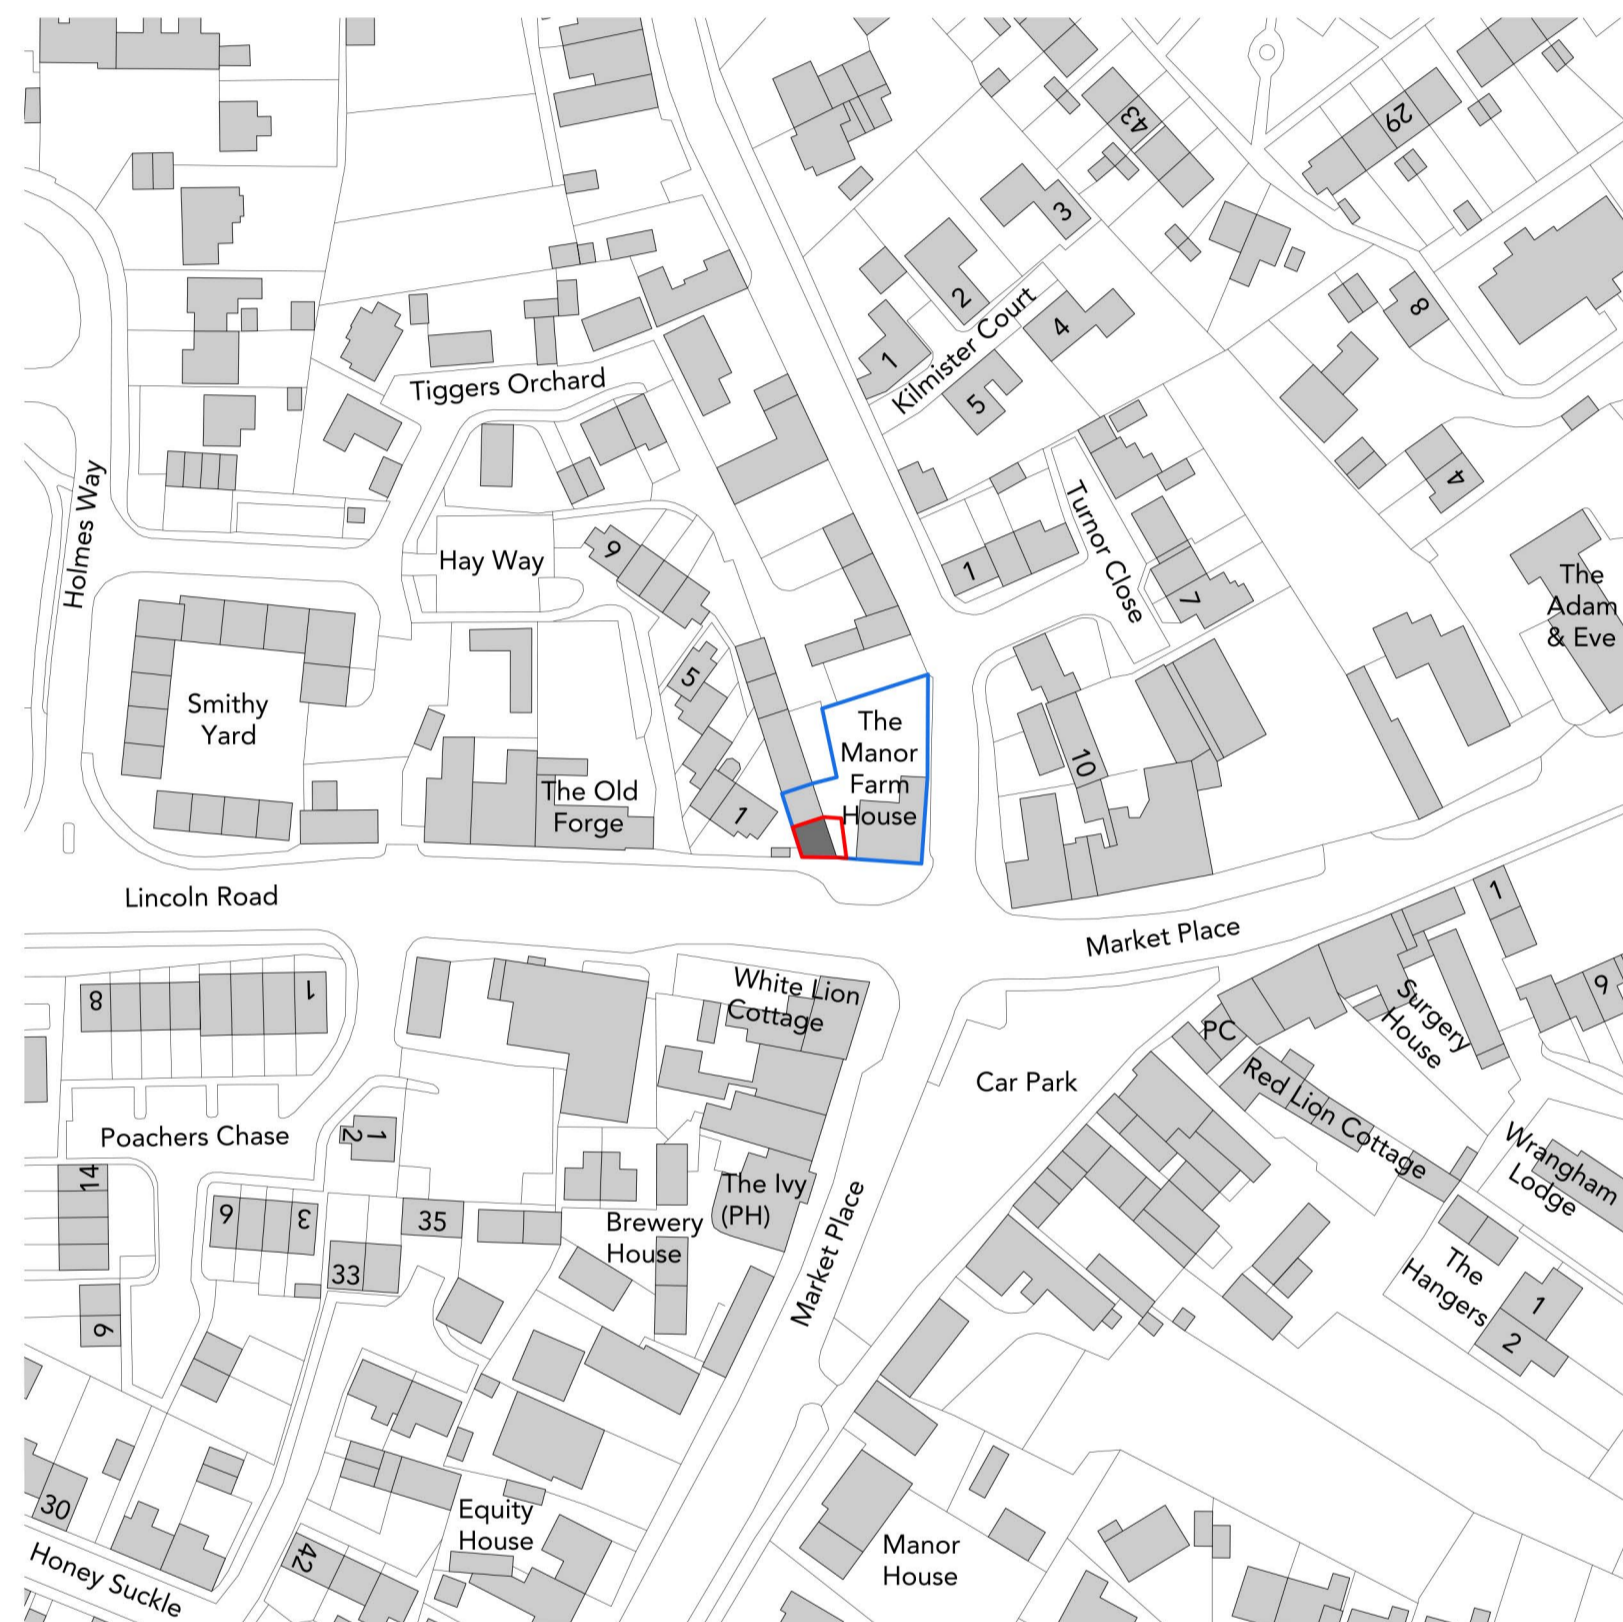 43
29
3
2
Kilmister Court
4
1
5
8
Tiggers Orchard
4
Holmes Way
Turnor Close
Hay Way
9
1
7
The
Adam
& Eve
Smithy
Yard
5
The
Manor
Farm
House
10
The Old
Forge
1
Lincoln Road
Market Place
1
8
1
White Lion
Cottage
Surgery
House
9
PC
Car Park
Red Lion Cottage
Poachers Chase
1
2
Wrangham
Lodge
14
The Ivy
(PH)
9
3
35
Brewery
House
Market Place
33
The
Hangers
1
2
9
30
Equity
House
Manor
House
42
Honey Suckle